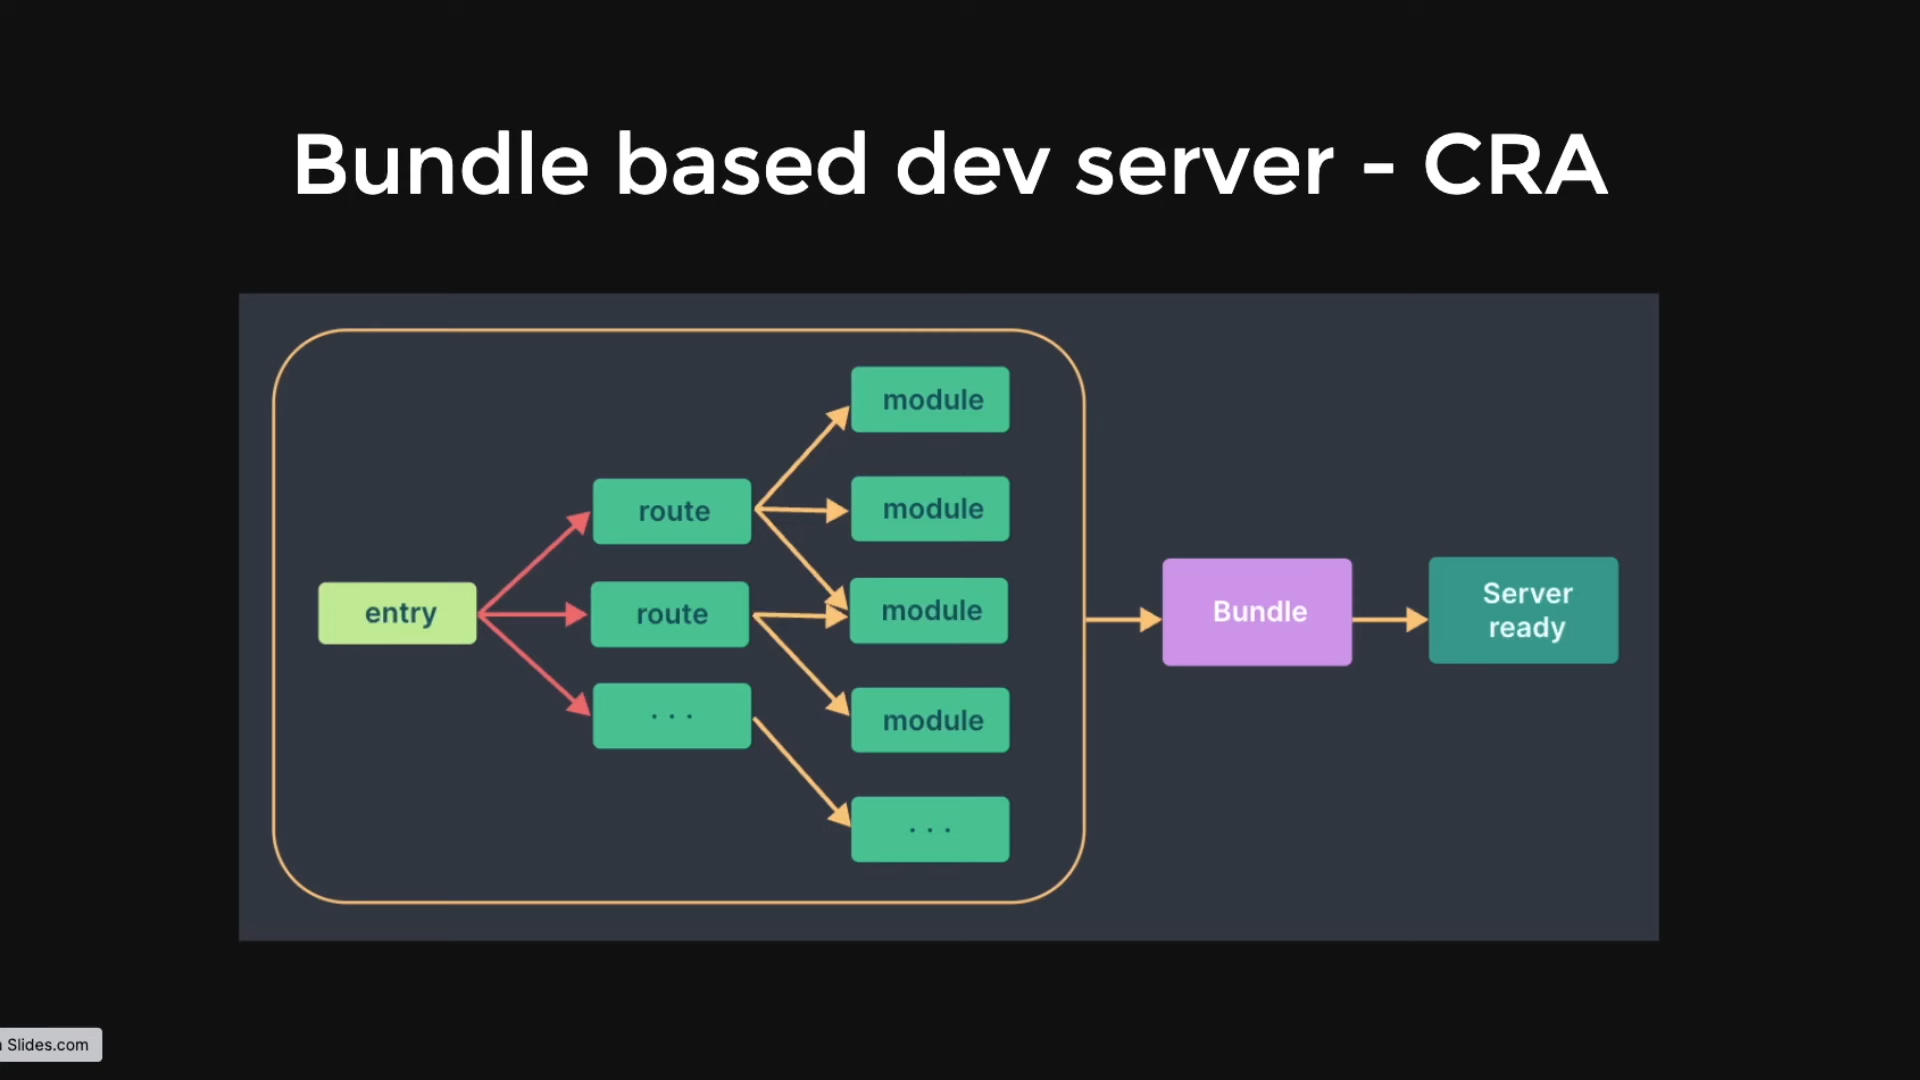 Bundle based dev server - CRA
module
route
module
entry
route
module
Bundle
Server
ready
. . .
module
. . .
Slides.com